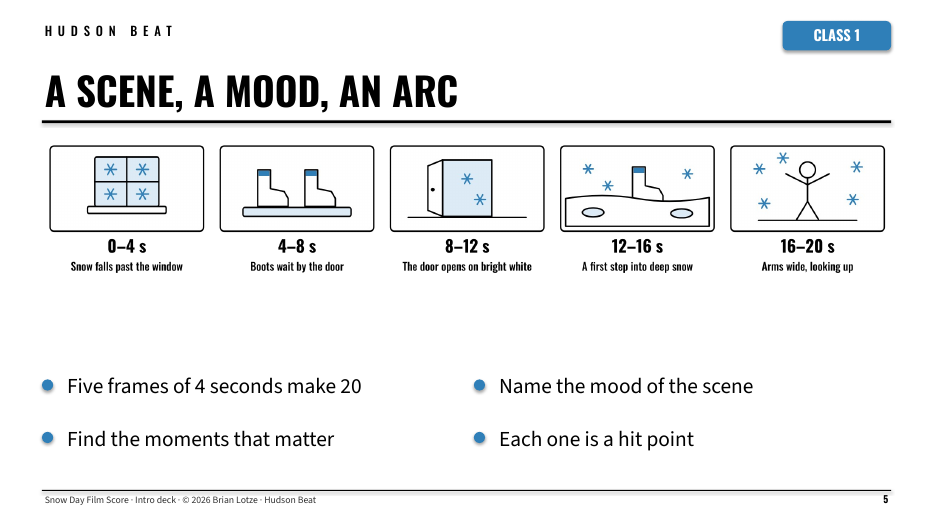 HUDSON BEAT
CLASS 1
A SCENE, A MOOD, AN ARC
0–4 s
Snow falls past the window
4–8 s
Boots wait by the door
8–12 s
The door opens on bright white
12–16 s
A first step into deep snow
16–20 s
Arms wide, looking up
Five frames of 4 seconds make 20
Find the moments that matter
Name the mood of the scene
Each one is a hit point
Snow Day Film Score · Intro deck · © 2026 Brian Lotze · Hudson Beat
5